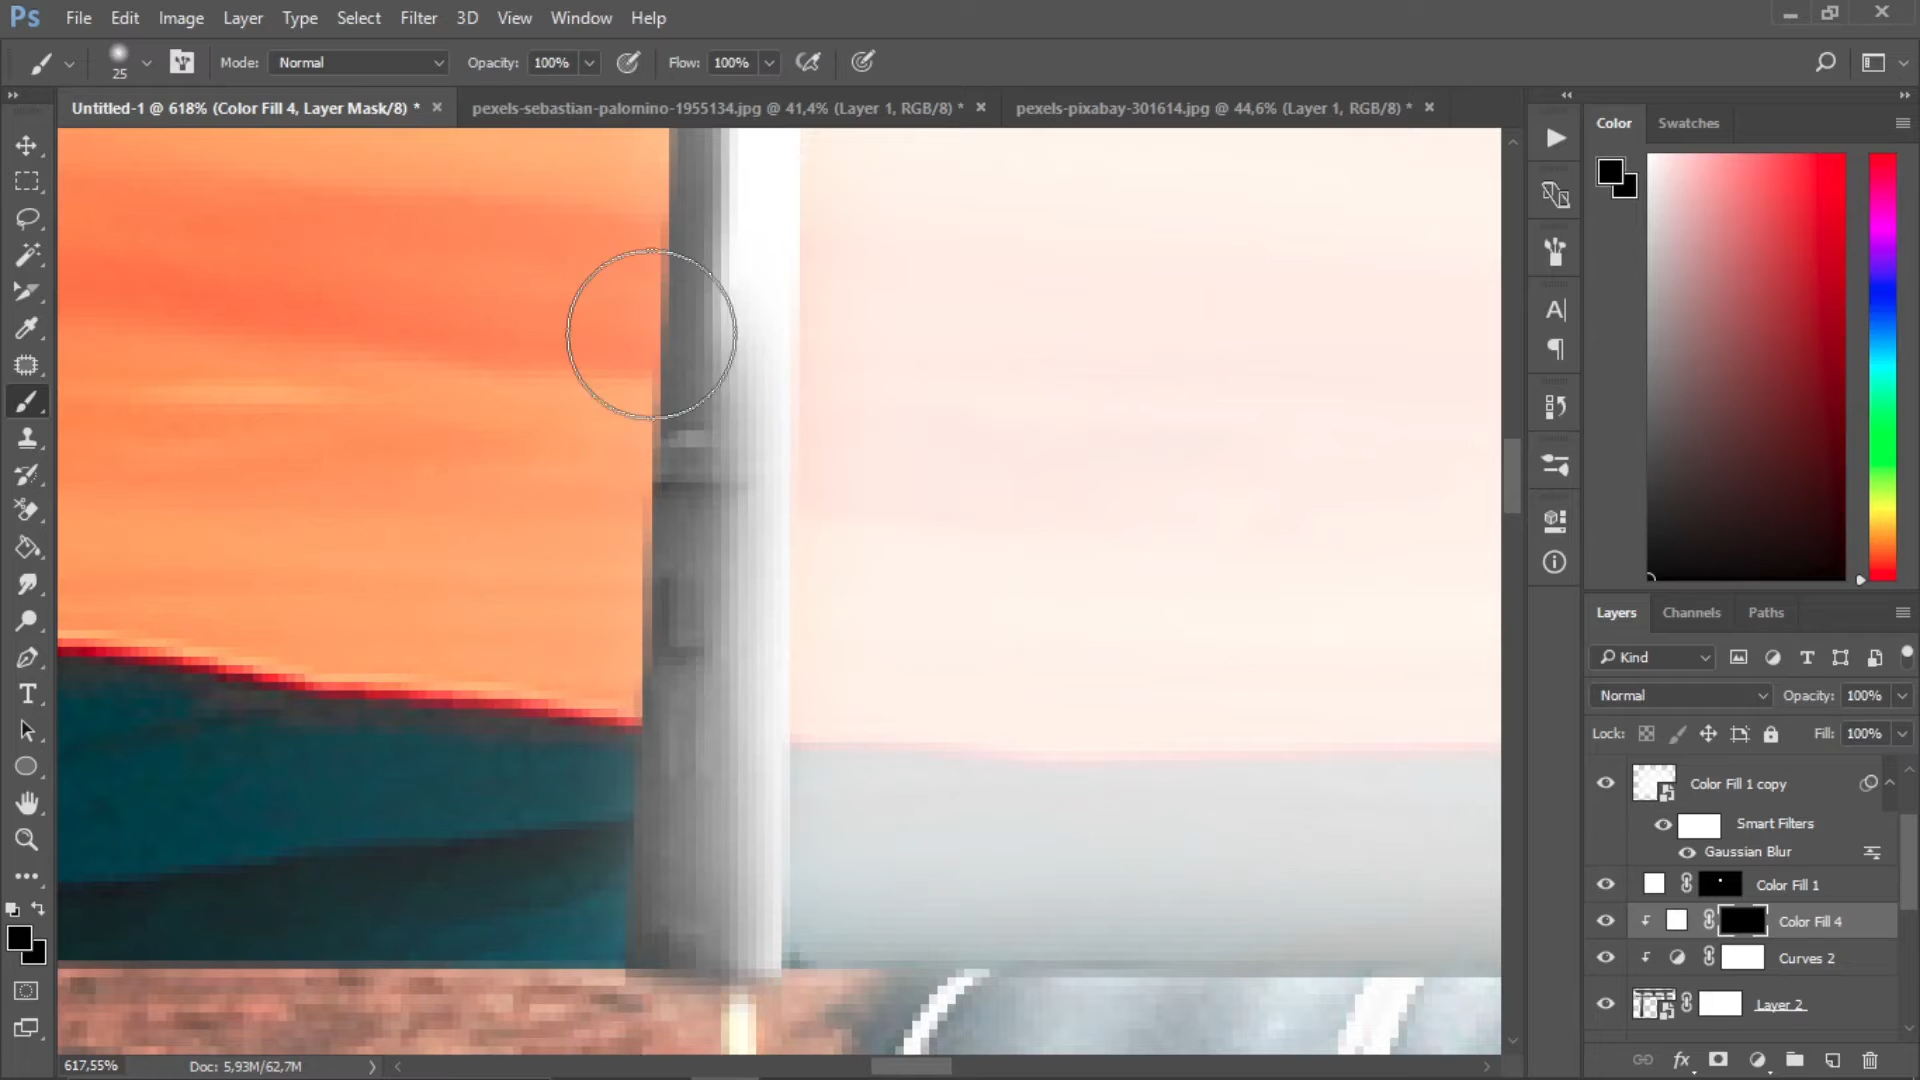 Ps File Edit Image Layer Type Select Filter 3D View Window Help
25 Mode: Normal Opacity: 100% Flow: 100%
Untitled-1 @ 618% (Color Fill 4, Layer Mask/8) * pexels-sebastian-palomino-1955134.jpg @ 41,4% (Layer 1, RGB/8) * pexels-pixabay-301614.jpg @ 44,6% (Layer 1, RGB/8) *
Color Swatches
Layers Channels Paths
Kind
Normal Opacity: 100%
Lock: Fill: 100%
Color Fill 1 copy
Smart Filters
Gaussian Blur
Color Fill 1
Color Fill 4
Curves 2
Layer 2
617,55% Doc: 5,93M/62,7M